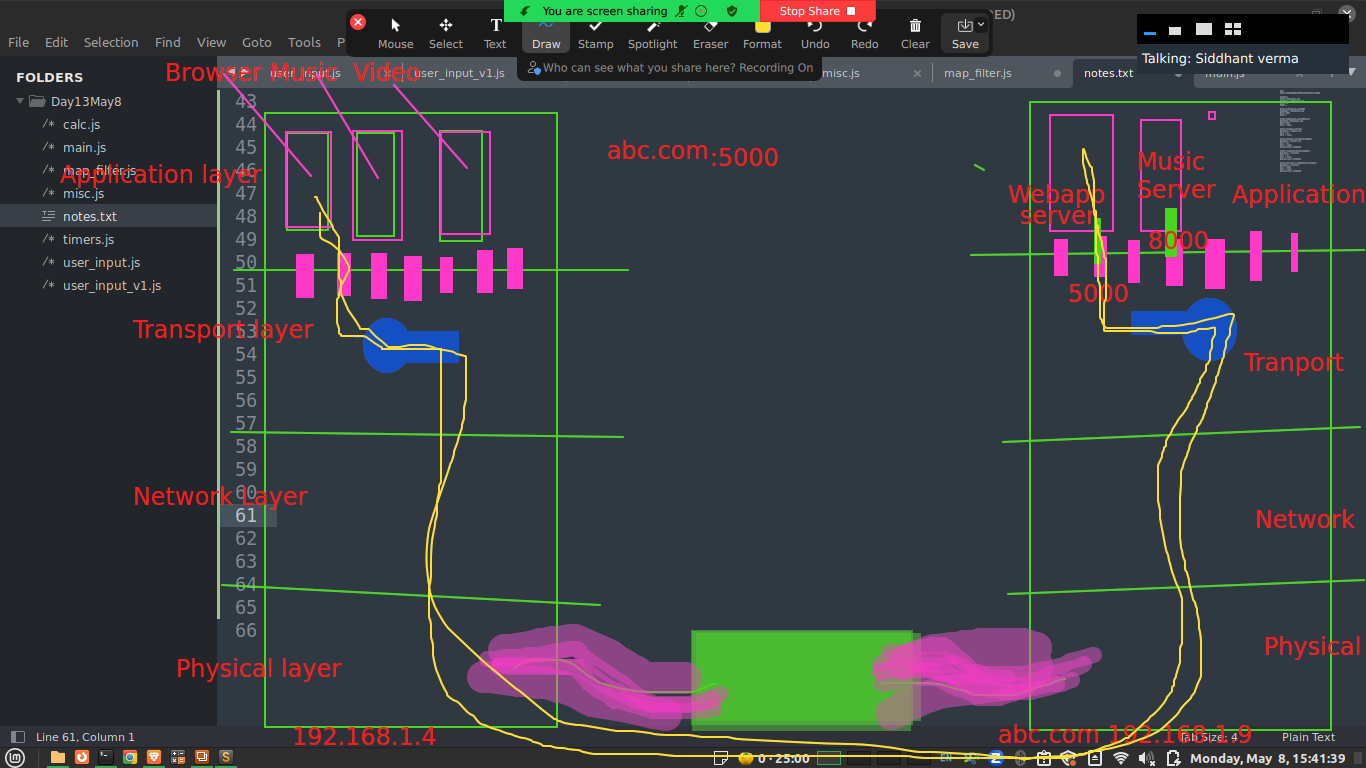 You are screen sharing
Stop Share
File Edit Selection Find View Goto Tools
Mouse Select Text Draw Stamp Spotlight Eraser Format Undo Redo Clear Save
Who can see what you share here? Recording On
Talking: Siddhant verma
FOLDERS
Day13May8
calc.js
main.js
map_filter.js
misc.js
notes.txt
timers.js
user_input.js
user_input_v1.js
user_input.js
user_input_v1.js
misc.js
map_filter.js
notes.txt
main.js
Browser Music Video
43
44
45
46
47
48
49
50
51
52
53
54
55
56
57
58
59
60
61
62
63
64
65
66
Application layer
Transport layer
Network Layer
Physical layer
192.168.1.4
abc.com:5000
Webapp server
Music Server
Application
8000
5000
Tranport
Network
Physical
abc.com 192.168.1.9
Line 61, Column 1
Tab Size: 4
Plain Text
0 · 25:00
EN
Monday, May 8, 15:41:39